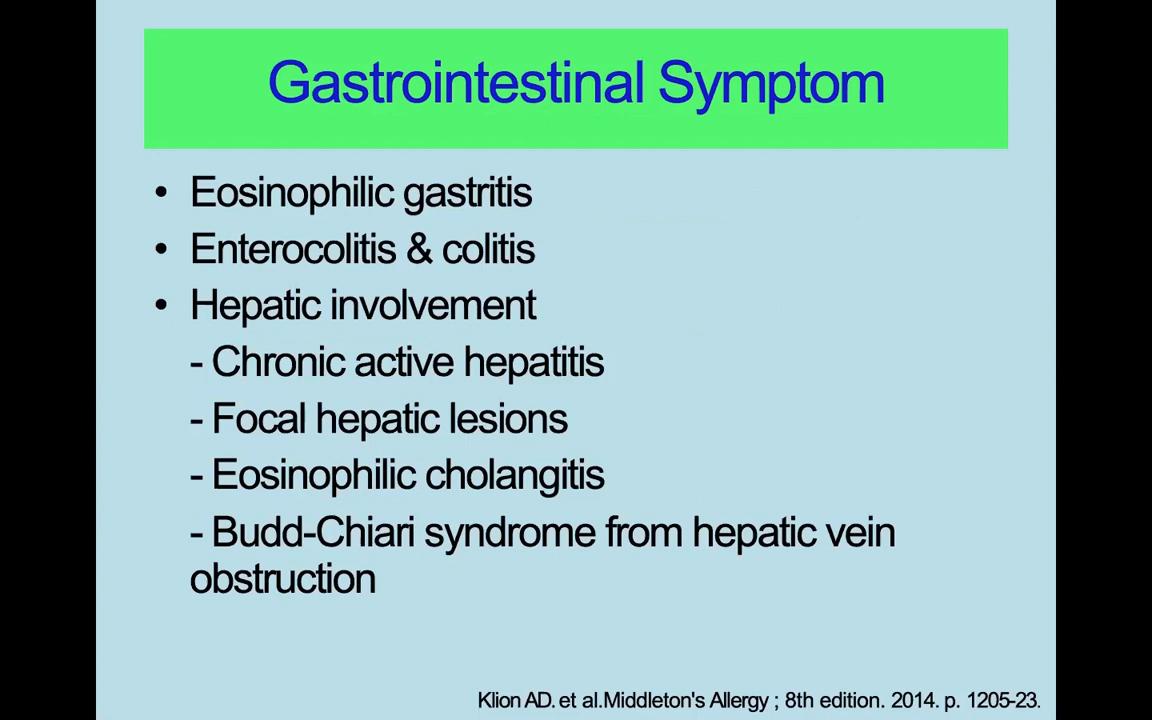 Gastrointestinal Symptom
• Eosinophilic gastritis
• Enterocolitis & colitis
• Hepatic involvement
- Chronic active hepatitis
- Focal hepatic lesions
- Eosinophilic cholangitis
- Budd-Chiari syndrome from hepatic vein
obstruction
Klion AD. et al.Middleton's Allergy ; 8th edition. 2014. p. 1205-23.